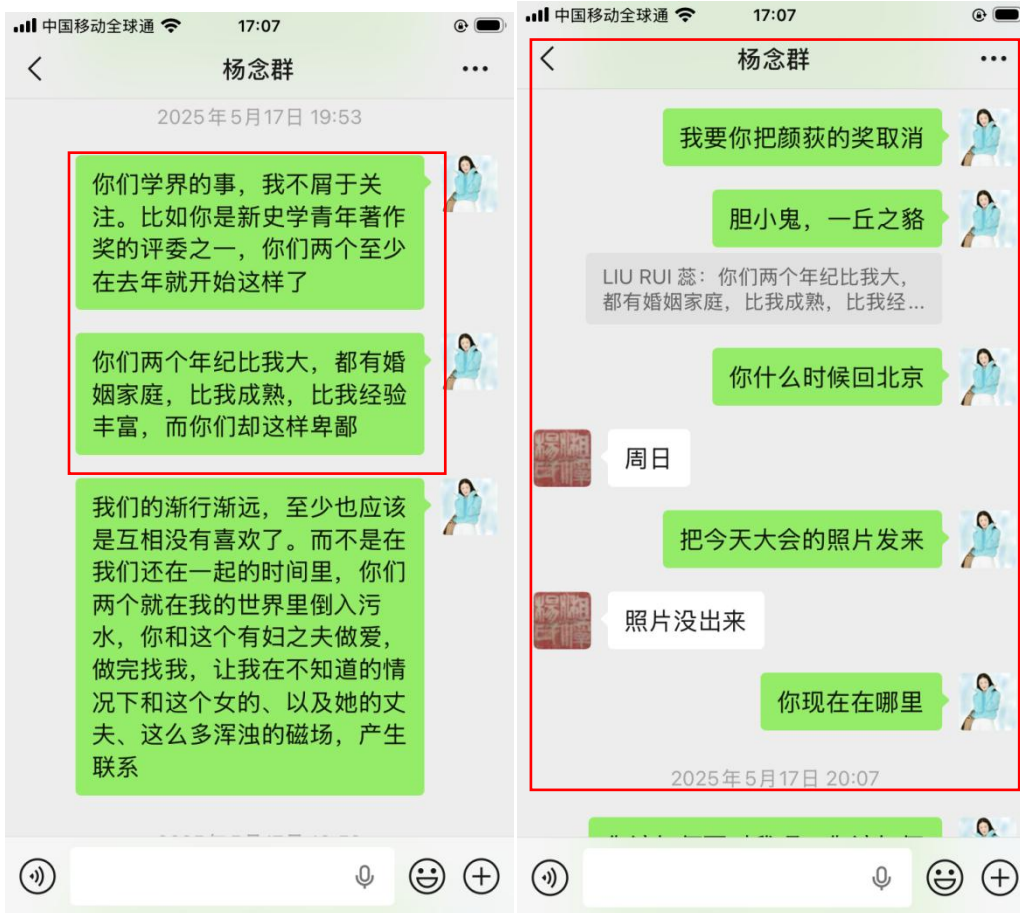 中国移动全球通
17:07
杨念群
2025年5月17日 19:53
你们学界的事，我不屑于关
注。比如你是新史学青年著作
奖的评委之一，你们两个至少
在去年就开始这样了
你们两个年纪比我大，都有婚
姻家庭，比我成熟，比我经验
丰富，而你们却这样卑鄙
我们的渐行渐远，至少也应该
是互相没有喜欢了。而不是在
我们还在一起的时间里，你们
两个就在我的世界里倒入污
水，你和这个有妇之夫做爱，
做完找我，让我在不知道的情
况下和这个女的、以及她的丈
夫、这么多浑浊的磁场，产生
联系
中国移动全球通
17:07
杨念群
我要你把颜荻的奖取消
胆小鬼，一丘之貉
LIU RUI 蕊：你们两个年纪比我大，
都有婚姻家庭，比我成熟，比我经...
你什么时候回北京
周日
把今天大会的照片发来
照片没出来
你现在在哪里
2025年5月17日 20:07